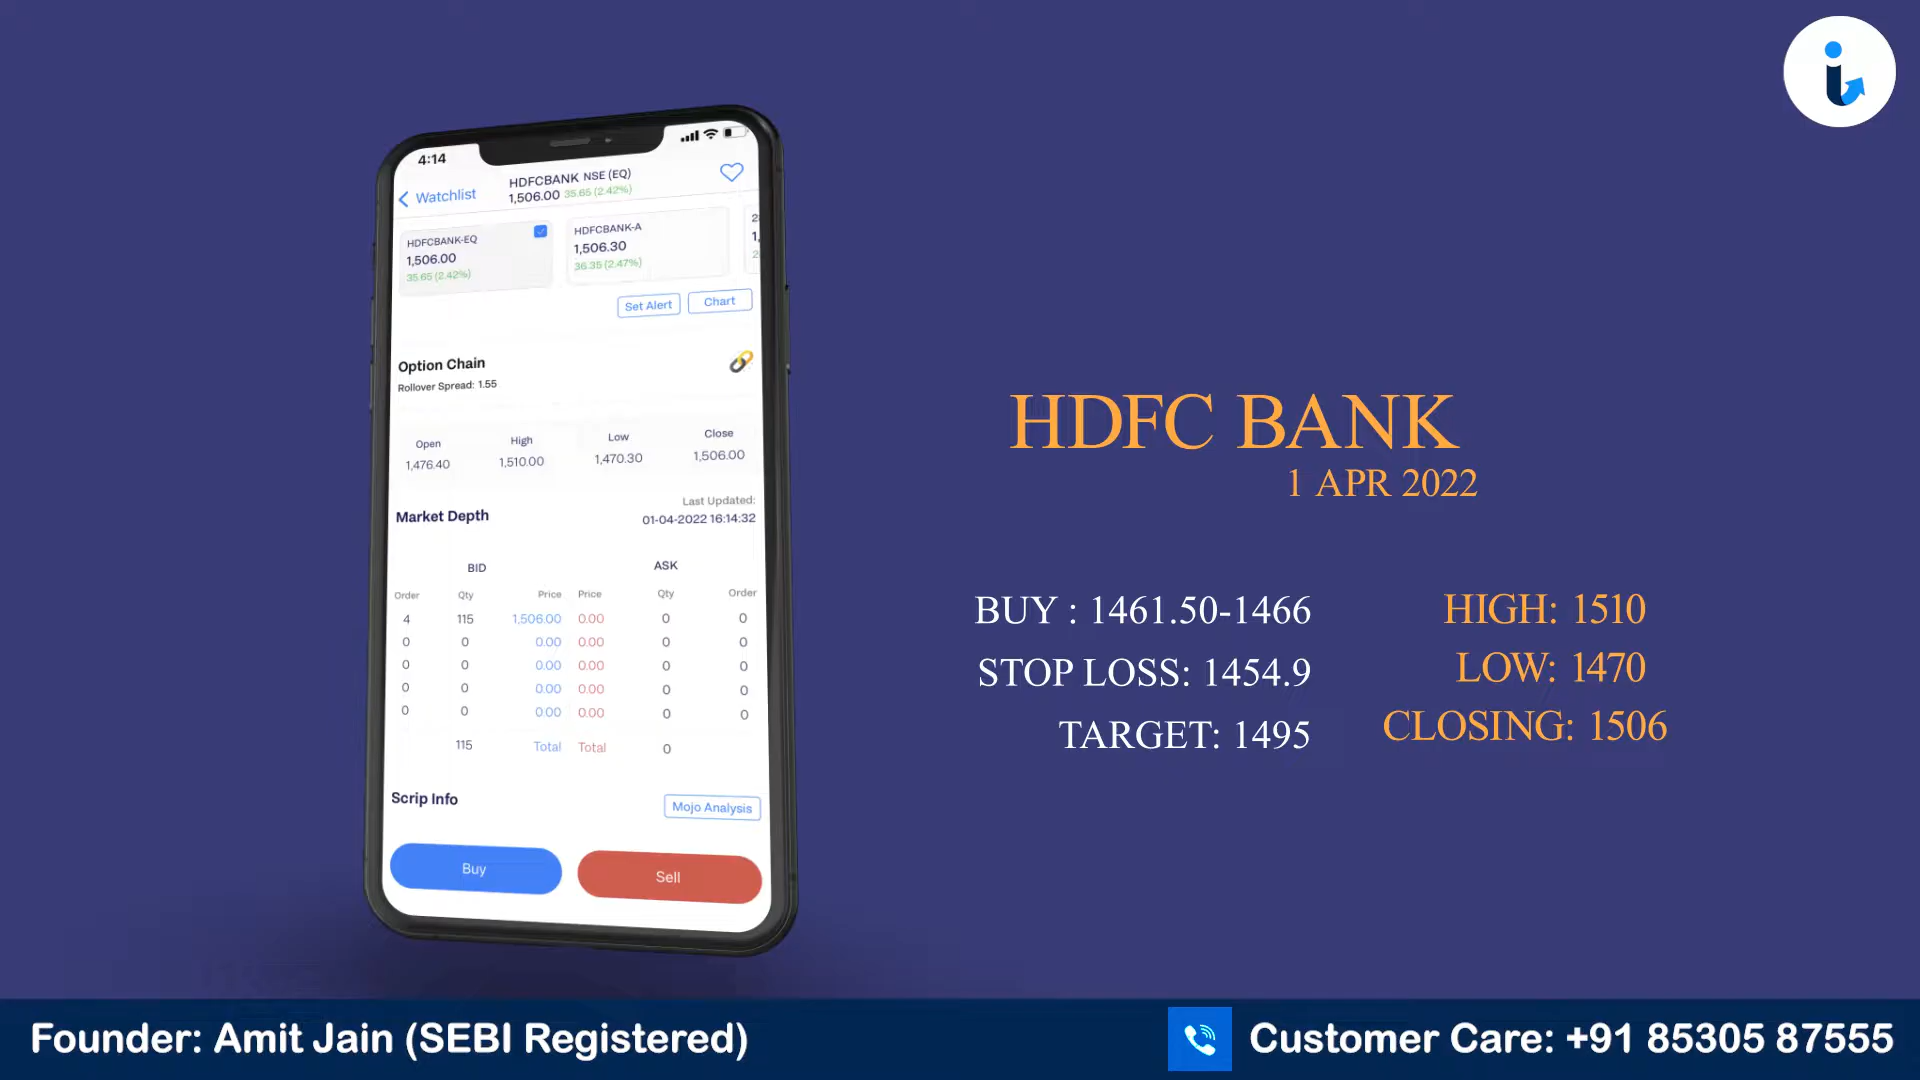 4:14
Watchlist
HDFCBANK NSE (EQ)
1,506.00 35.65 (2.42%)
HDFCBANK-EQ
1,506.00
35.65 (2.42%)
HDFCBANK-A
1,506.30
36.35 (2.47%)
Set Alert
Chart
Option Chain
Rollover Spread: 1.55
Open High Low Close
1,476.40 1,510.00 1,470.30 1,506.00
Last Updated:
Market Depth 01-04-2022 16:14:32
BID ASK
Order Qty Price Price Qty Order
4 115 1,506.00 0.00 0 0
0 0 0.00 0.00 0 0
0 0 0.00 0.00 0 0
0 0 0.00 0.00 0 0
0 0 0.00 0.00 0 0
115 Total Total 0
Scrip Info
Mojo Analysis
Buy
Sell
HDFC BANK
1 APR 2022
BUY : 1461.50-1466
STOP LOSS: 1454.9
TARGET: 1495
HIGH: 1510
LOW: 1470
CLOSING: 1506
Founder: Amit Jain (SEBI Registered)
Customer Care: +91 85305 87555